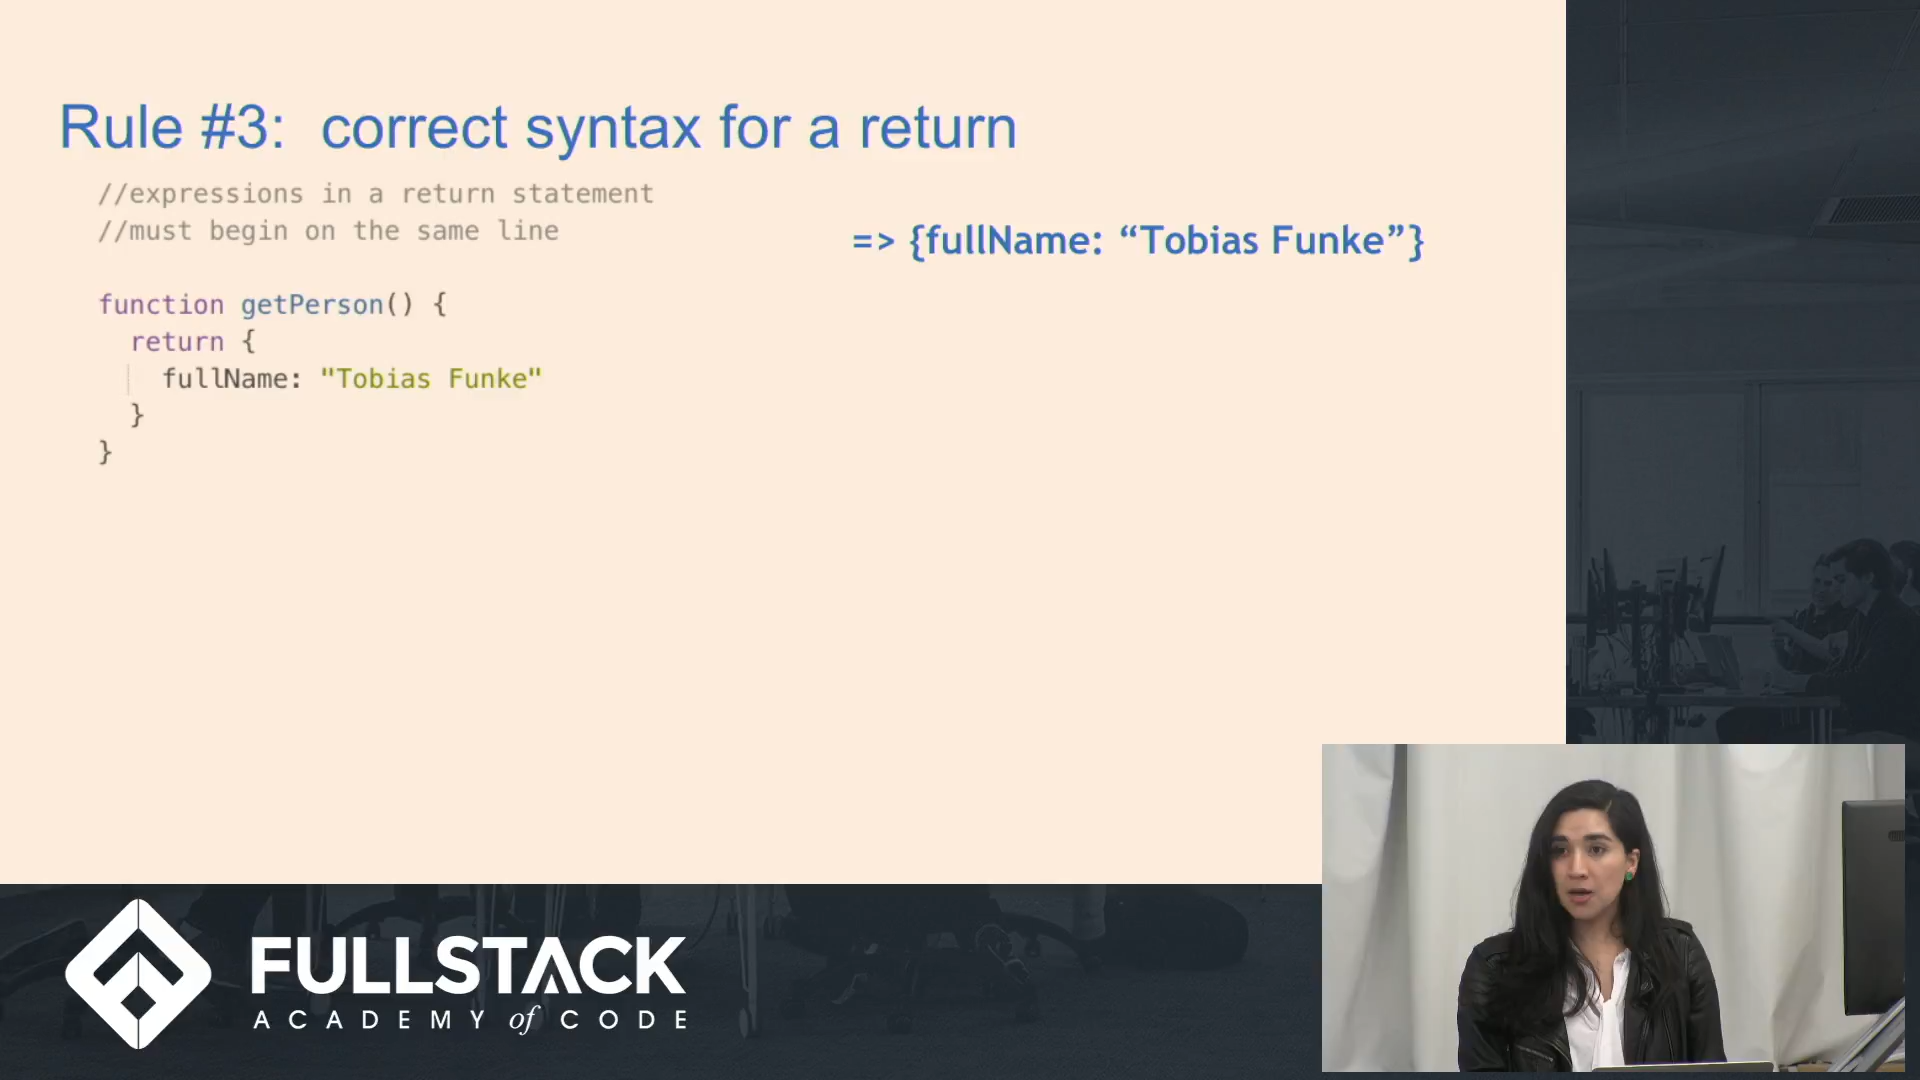 Rule #3: correct syntax for a return
//expressions in a return statement
//must begin on the same line
=> {fullName: “Tobias Funke”}
function getPerson() {
return {
fullName: "Tobias Funke"
}
}
FULLSTACK
ACADEMY of CODE